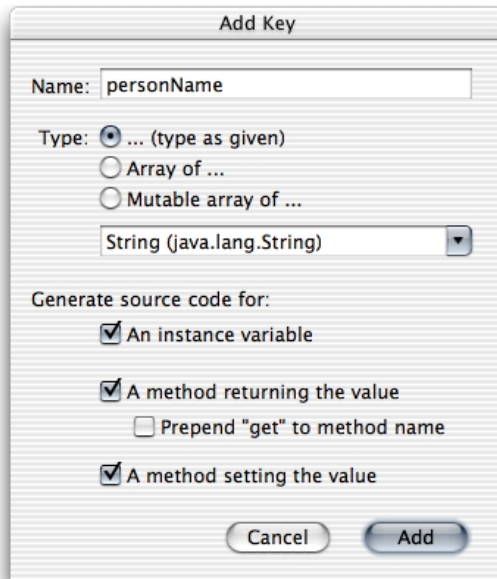 Add Key
Name: personName
Type: ... (type as given)
Array of ...
Mutable array of ...
String (java.lang.String)
Generate source code for:
An instance variable
A method returning the value
Prepend "get" to method name
A method setting the value
Cancel Add